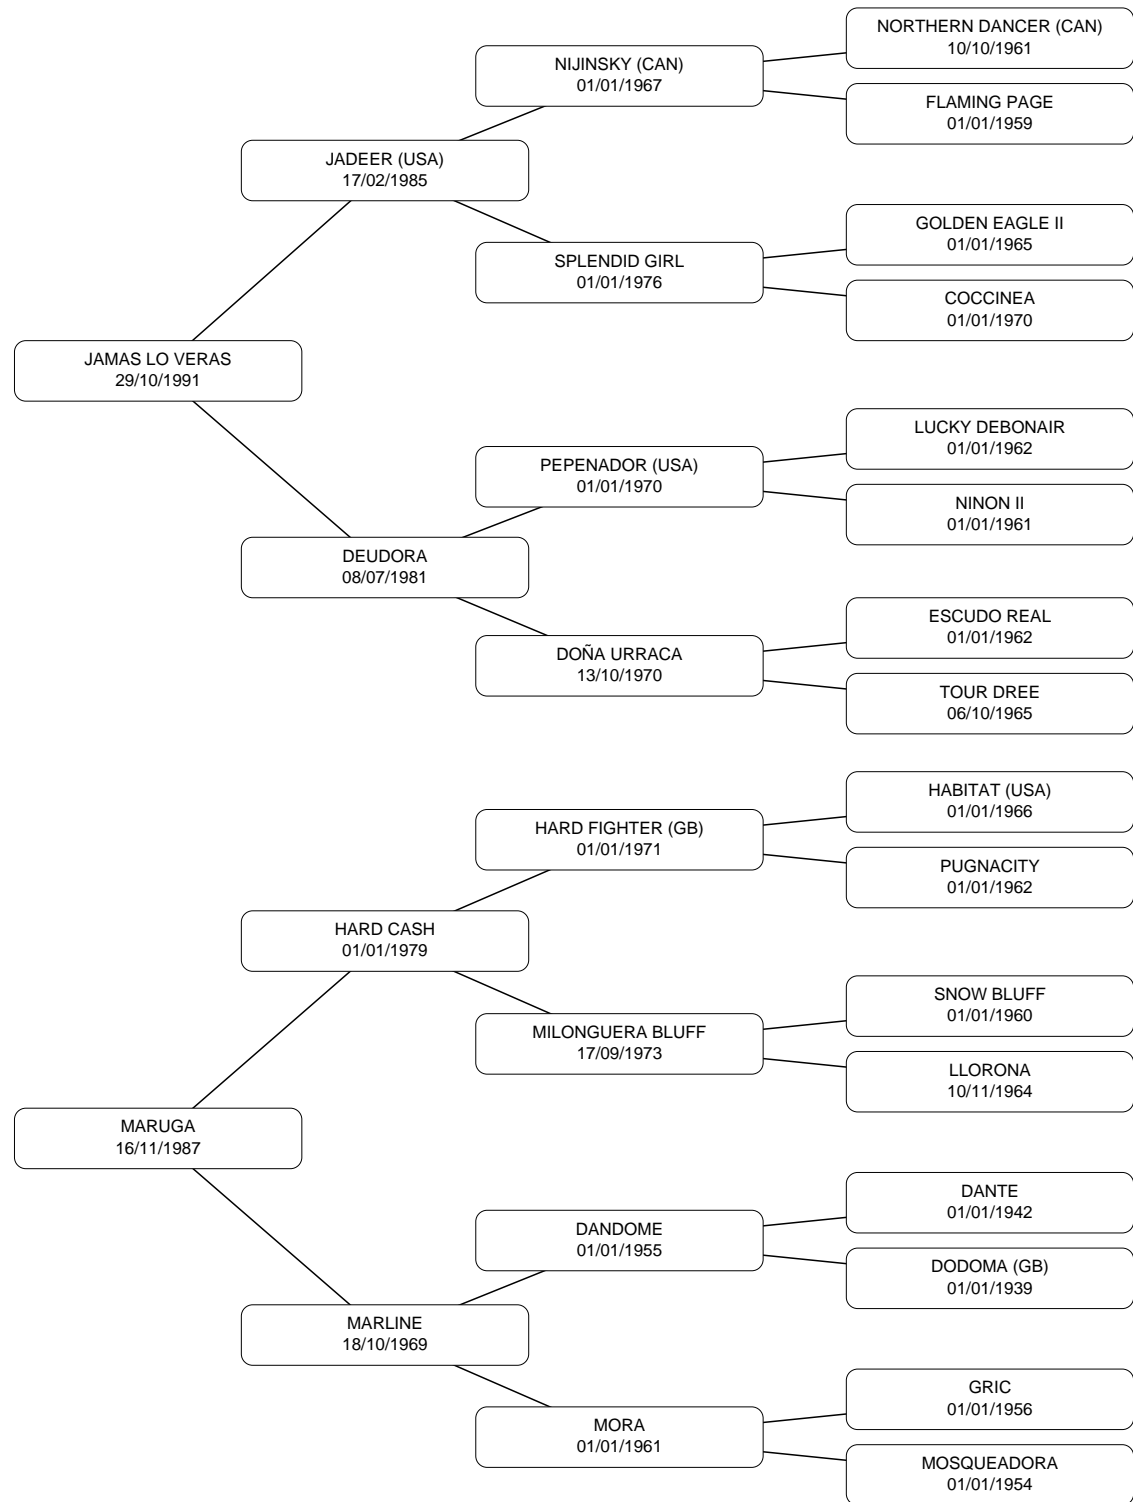 NORTHERN DANCER (CAN)
10/10/1961
NIJINSKY (CAN)
01/01/1967
FLAMING PAGE
01/01/1959
JADEER (USA)
17/02/1985
GOLDEN EAGLE II
01/01/1965
SPLENDID GIRL
01/01/1976
COCCINEA
01/01/1970
JAMAS LO VERAS
29/10/1991
LUCKY DEBONAIR
01/01/1962
PEPENADOR (USA)
01/01/1970
NINON II
01/01/1961
DEUDORA
08/07/1981
ESCUDO REAL
01/01/1962
DOÑA URRACA
13/10/1970
TOUR DREE
06/10/1965
HABITAT (USA)
01/01/1966
HARD FIGHTER (GB)
01/01/1971
PUGNACITY
01/01/1962
HARD CASH
01/01/1979
SNOW BLUFF
01/01/1960
MILONGUERA BLUFF
17/09/1973
LLORONA
10/11/1964
MARUGA
16/11/1987
DANTE
01/01/1942
DANDOME
01/01/1955
DODOMA (GB)
01/01/1939
MARLINE
18/10/1969
GRIC
01/01/1956
MORA
01/01/1961
MOSQUEADORA
01/01/1954